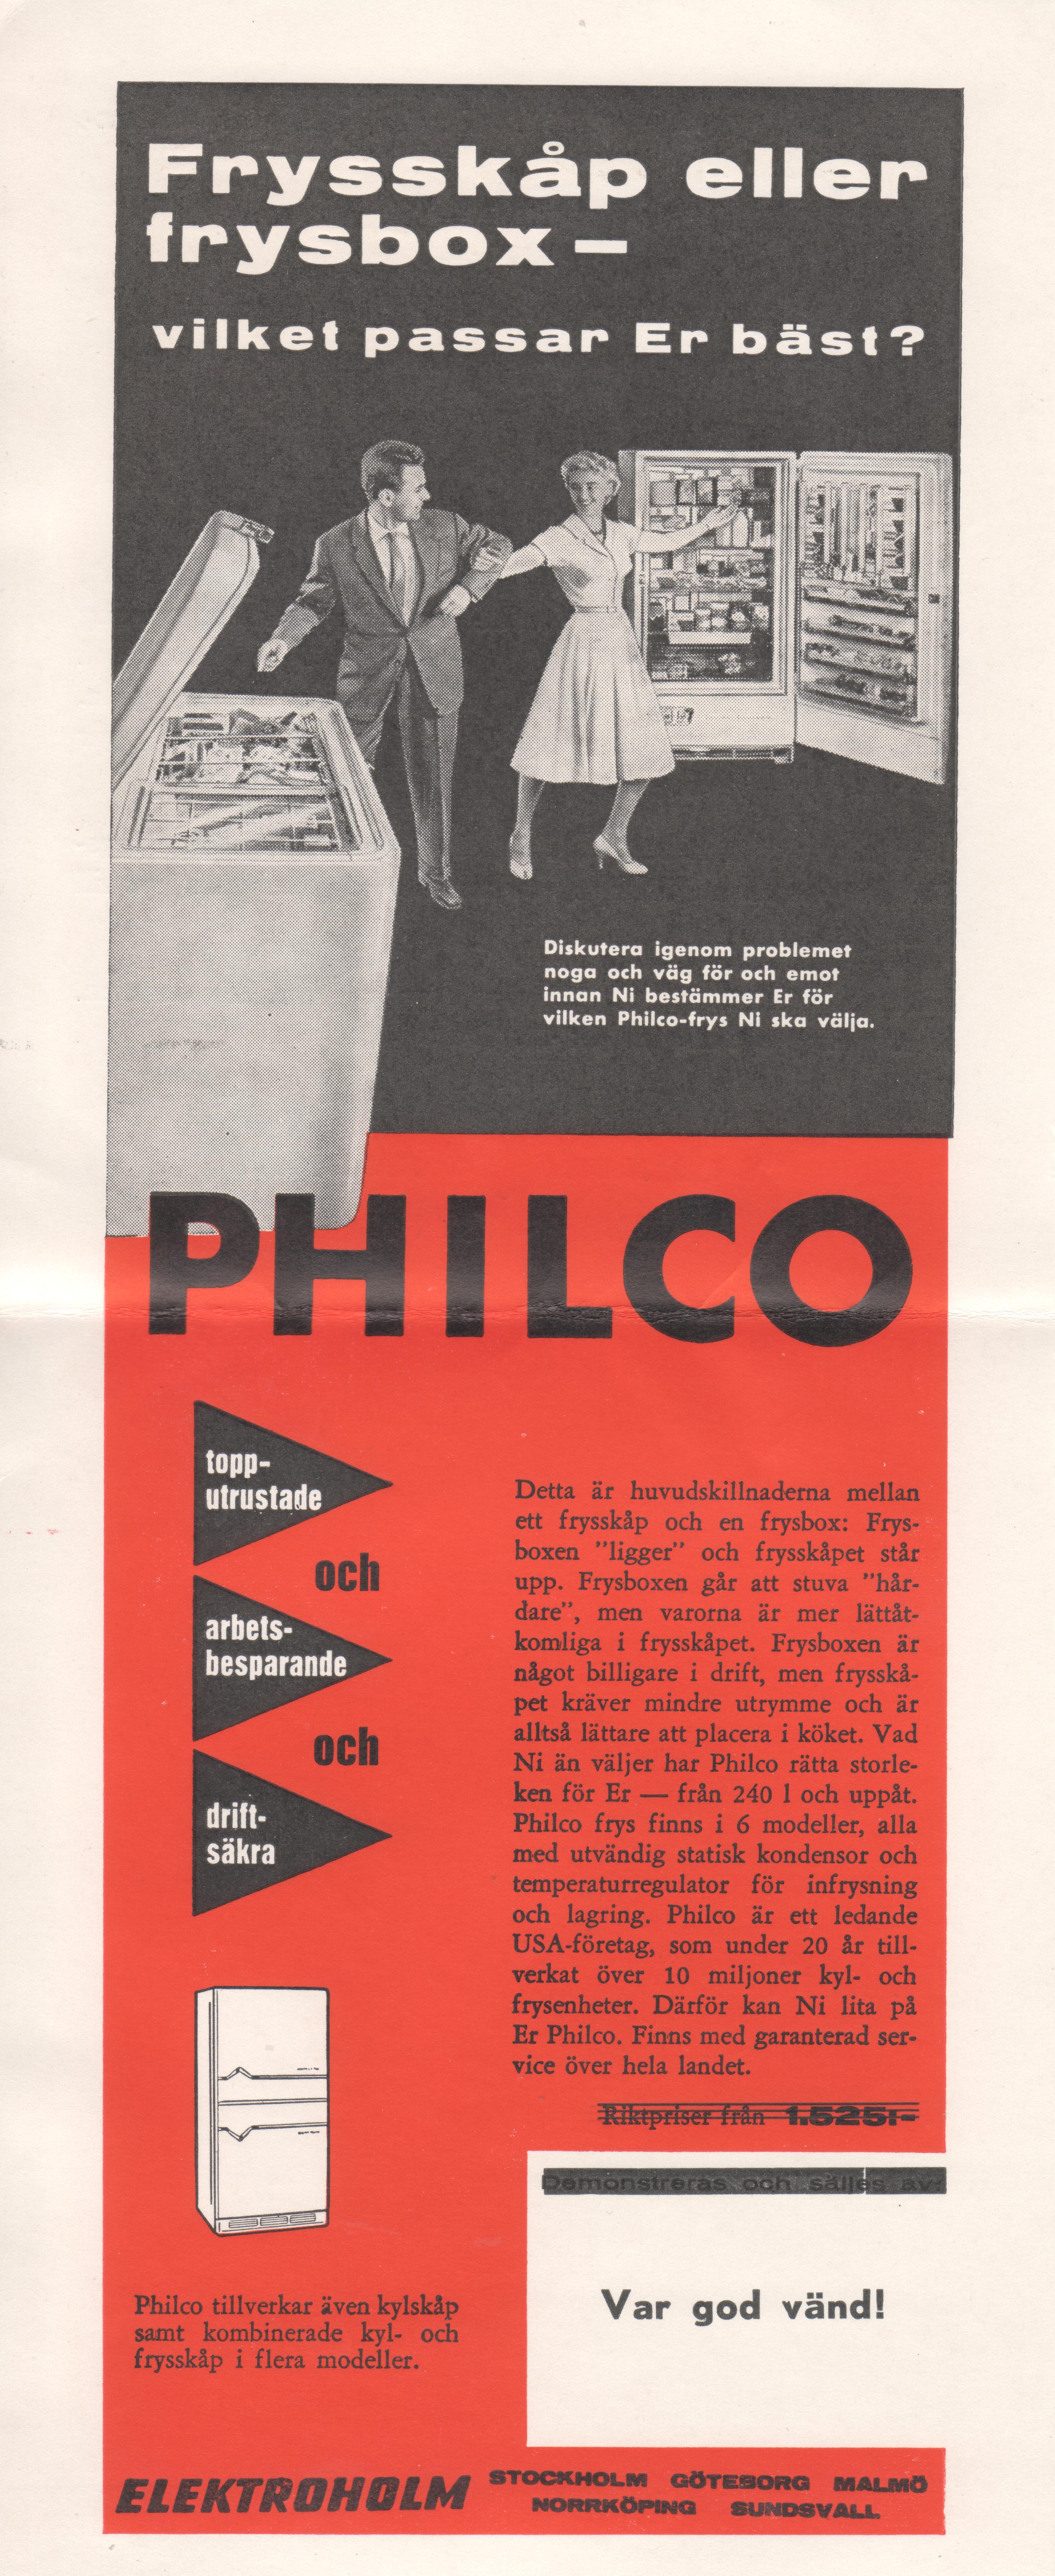 Frysskåp eller
frysbox—
vilket passar Er bäst?
Diskutera igenom problemet
noga och väg för och emot
innan Ni bestämmer Er för
vilken Philco-frys Ni ska välja.
PHILCO
topp-
utrustade
och
arbets-
besparande
och
drift-
säkra
Detta är huvudskillnaderna mellan
ett frysskåp och en frysbox: Frys-
boxen ”ligger” och frysskåpet står
upp. Frysboxen går att stuva ”hår-
dare”, men varorna är mer lättåt-
komliga i frysskåpet. Frysboxen är
något billigare i drift, men frysskå-
pet kräver mindre utrymme och är
alltså lättare att placera i köket. Vad
Ni än väljer har Philco rätta storle-
ken för Er — från 240 l och uppåt.
Philco frys finns i 6 modeller, alla
med utvändig statisk kondensor och
temperaturregulator för infrysning
och lagring. Philco är ett ledande
USA-företag, som under 20 år till-
verkat över 10 miljoner kyl- och
frysenheter. Därför kan Ni lita på
Er Philco. Finns med garanterad ser-
vice över hela landet.
Riktpriser från 1.525:-
Demonstreras och säljes av:
Var god vänd!
Philco tillverkar även kylskåp
samt kombinerade kyl- och
frysskåp i flera modeller.
ELEKTROHOLM
STOCKHOLM GÖTEBORG MALMÖ
NORRKÖPING SUNDSVALL